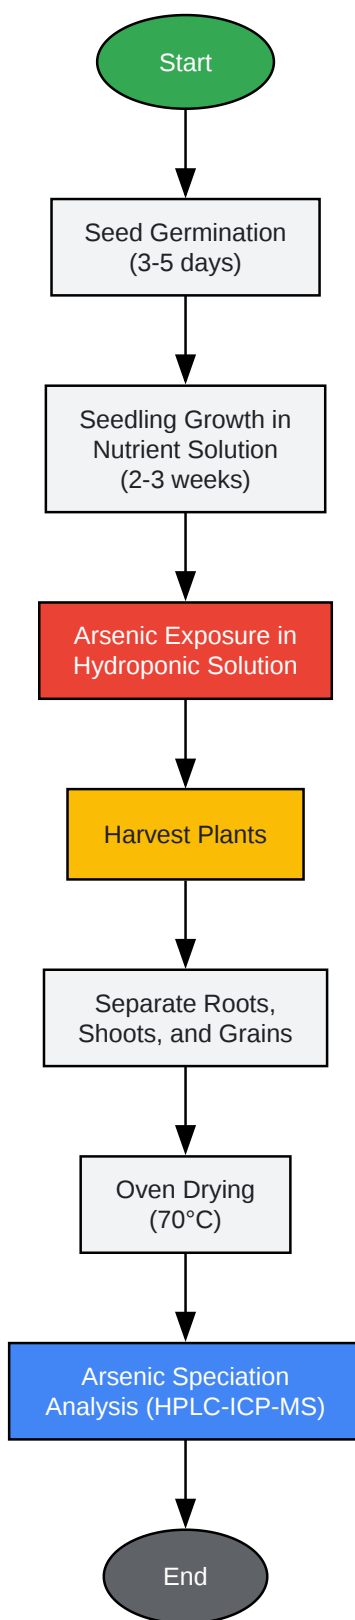 Start
Seed Germination
(3-5 days)
Seedling Growth in
Nutrient Solution
(2-3 weeks)
Arsenic Exposure in
Hydroponic Solution
Harvest Plants
Separate Roots,
Shoots, and Grains
Oven Drying
(70°C)
Arsenic Speciation
Analysis (HPLC-ICP-MS)
End